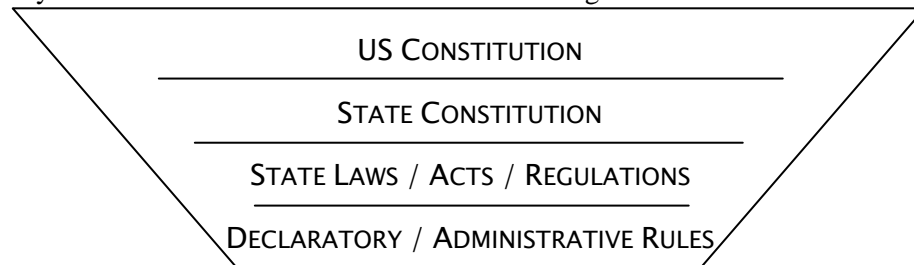 US CONSTITUTION
STATE CONSTITUTION
STATE LAWS / ACTS / REGULATIONS
DECLARATORY / ADMINISTRATIVE RULES